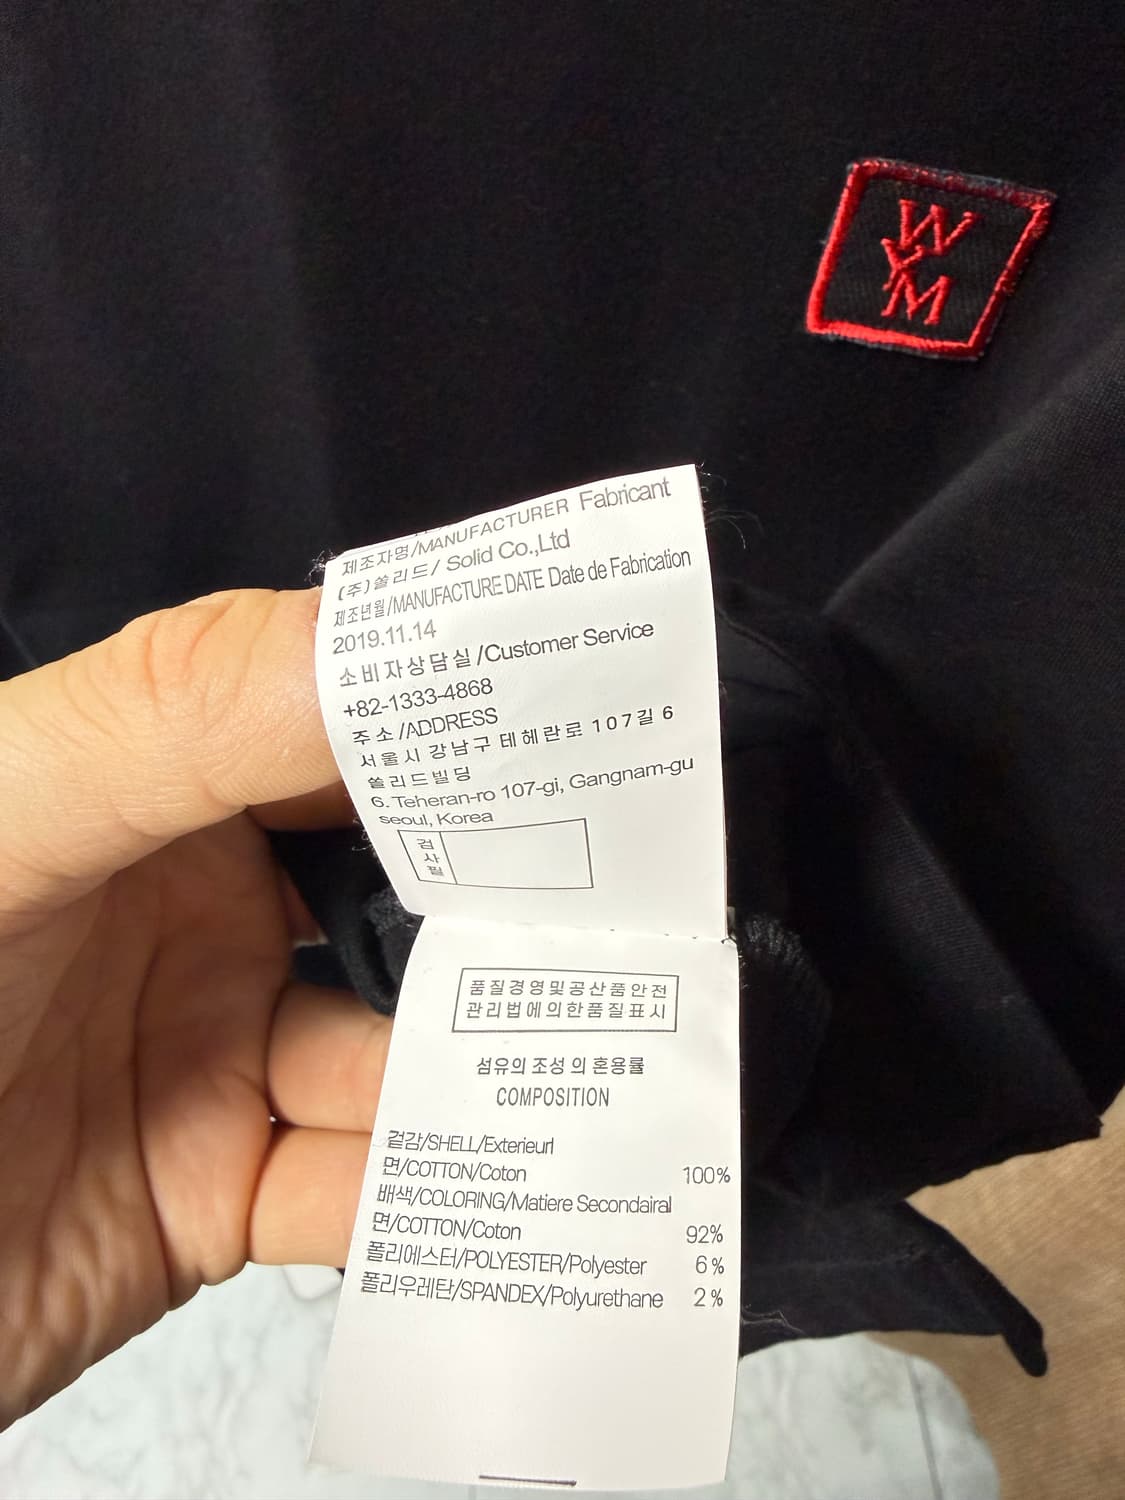 W
Y
M
제조자명/MANUFACTURER Fabricant
(주)쏠리드/ Solid Co.,Ltd
제조년월/MANUFACTURE DATE Date de Fabrication
2019.11.14
소비자상담실/Customer Service
+82-1333-4868
주소/ADDRESS
서울시 강남구 테헤란로 107길 6
쏠리드빌딩
6. Teheran-ro 107-gi, Gangnam-gu
seoul, Korea
검사필
품질경영및공산품안전
관리법에의한품질표시
섬유의 조성 의 혼용률
COMPOSITION
겉감/SHELL/Exterieurl
면/COTTON/Coton 100%
배색/COLORING/Matiere Secondairal
면/COTTON/Coton 92%
폴리에스터/POLYESTER/Polyester 6%
폴리우레탄/SPANDEX/Polyurethane 2%